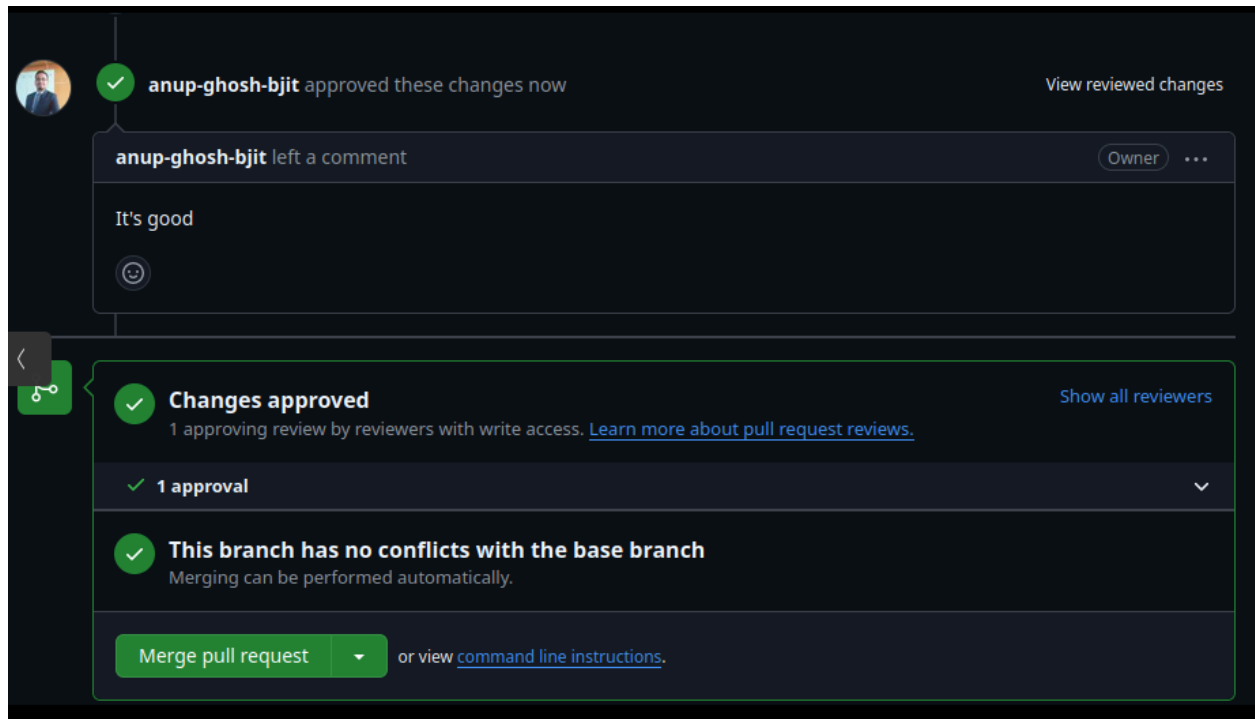 anup-ghosh-bjit approved these changes now
View reviewed changes
anup-ghosh-bjit left a comment
Owner
It's good
Changes approved
Show all reviewers
1 approving review by reviewers with write access. Learn more about pull request reviews.
1 approval
This branch has no conflicts with the base branch
Merging can be performed automatically.
Merge pull request
or view command line instructions.